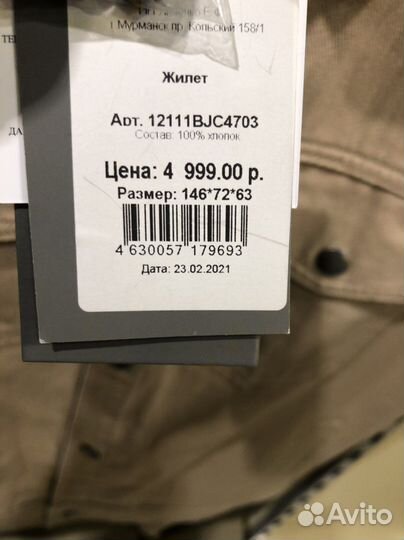 г Мурманск пр. Кольский 158/1
Жилет
Арт. 12111BJC4703
Состав: 100% хлопок
Цена: 4 999.00 р.
Размер: 146*72*63
4 630057 179693
Дата: 23.02.2021
Avito